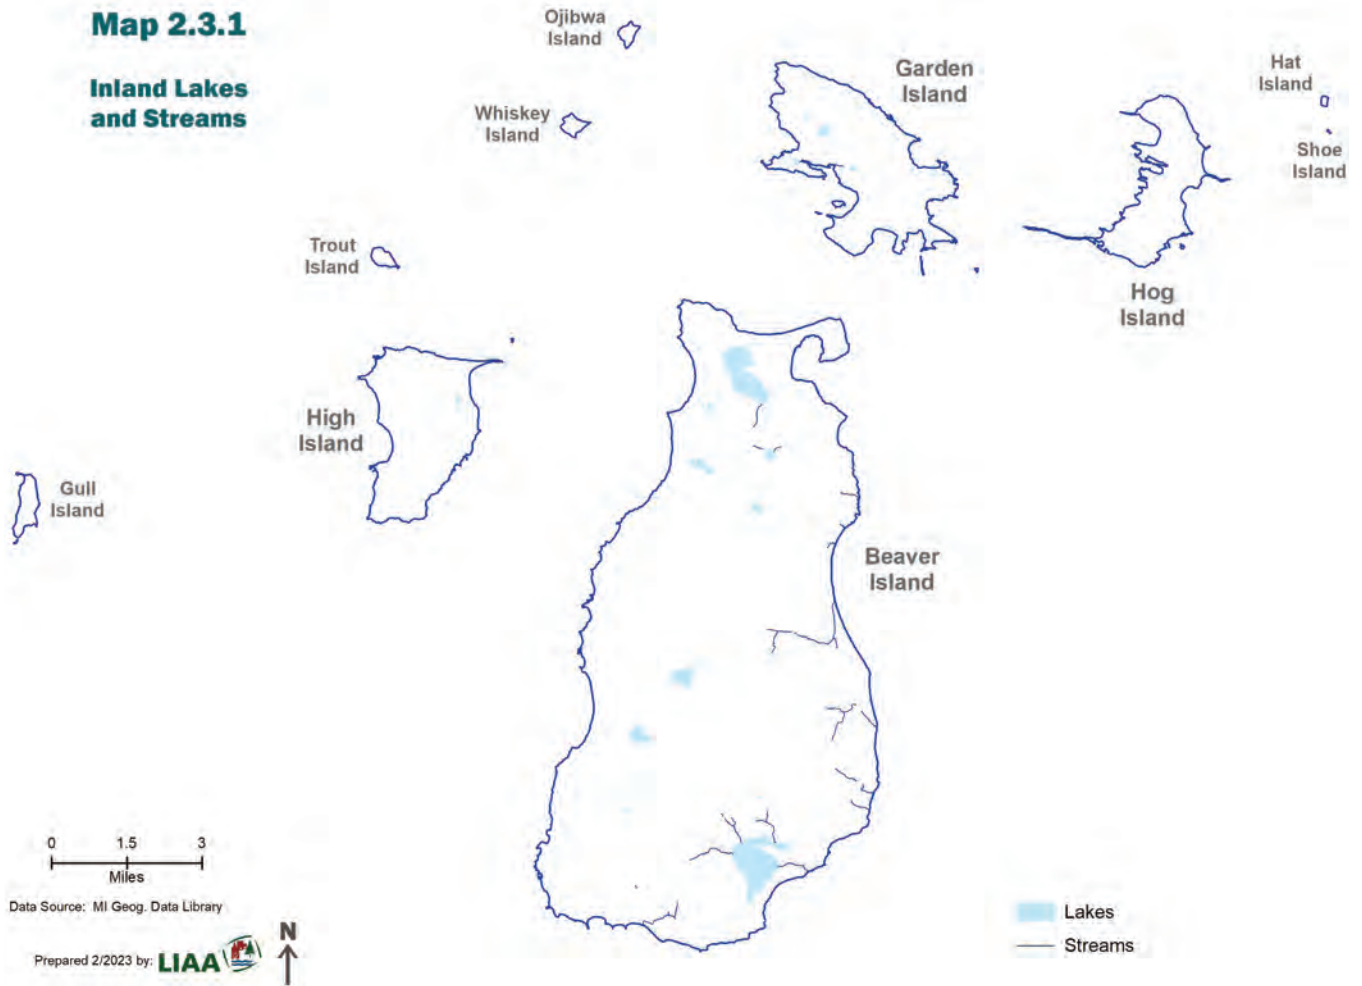 Map 2.3.1
Inland Lakes
and Streams
Ojibwa
Island
Whiskey
Island
Garden
Island
Hat
Island
Shoe
Island
Trout
Island
Hog
Island
High
Island
Gull
Island
Beaver
Island
0 1.5 3
Miles
Data Source: MI Geog. Data Library
Prepared 2/2023 by: LIAA
N
Lakes
Streams